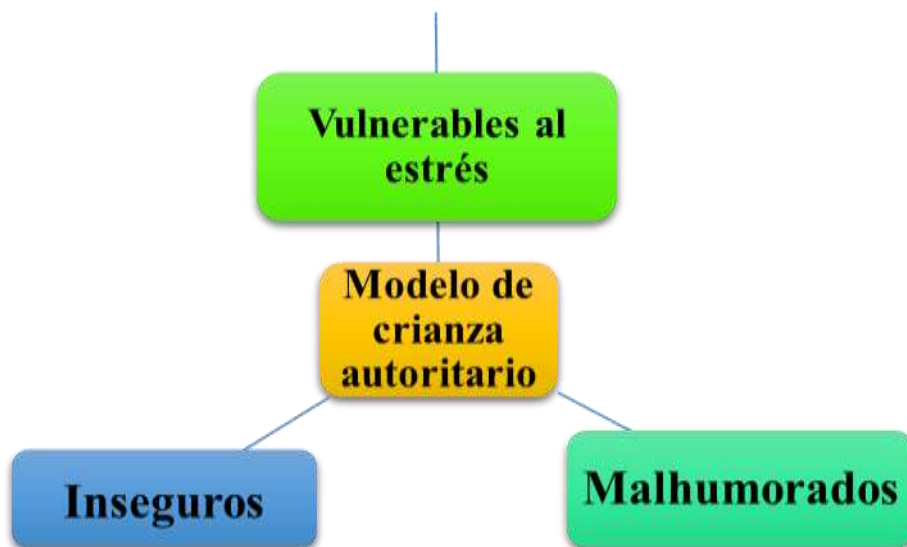 Vulnerables al
estrés
Modelo de
crianza
autoritario
Inseguros
Malhumorados